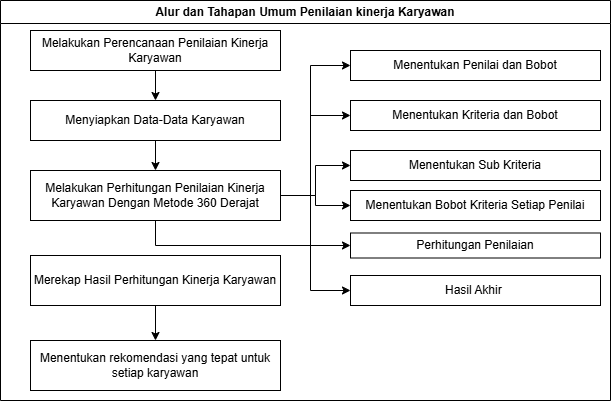 Alur dan Tahapan Umum Penilaian kinerja Karyawan
Melakukan Perencanaan Penilaian Kinerja
Karyawan
Menyiapkan Data-Data Karyawan
Melakukan Perhitungan Penilaian Kinerja
Karyawan Dengan Metode 360 Derajat
Merekap Hasil Perhitungan Kinerja Karyawan
Menentukan rekomendasi yang tepat untuk
setiap karyawan
Menentukan Penilai dan Bobot
Menentukan Kriteria dan Bobot
Menentukan Sub Kriteria
Menentukan Bobot Kriteria Setiap Penilai
Perhitungan Penilaian
Hasil Akhir